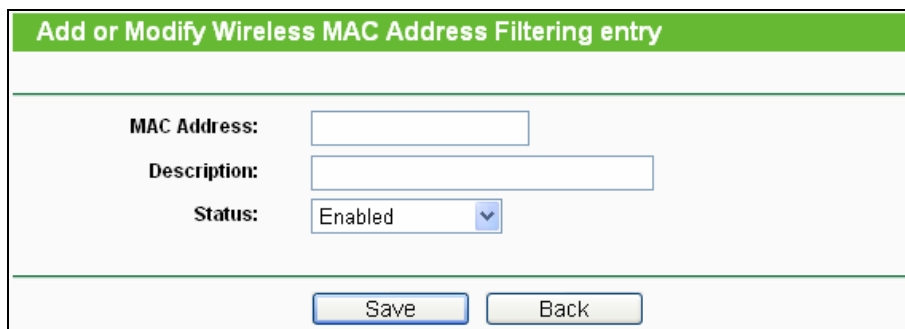 Add or Modify Wireless MAC Address Filtering entry
MAC Address:
Description:
Status: Enabled
Save Back